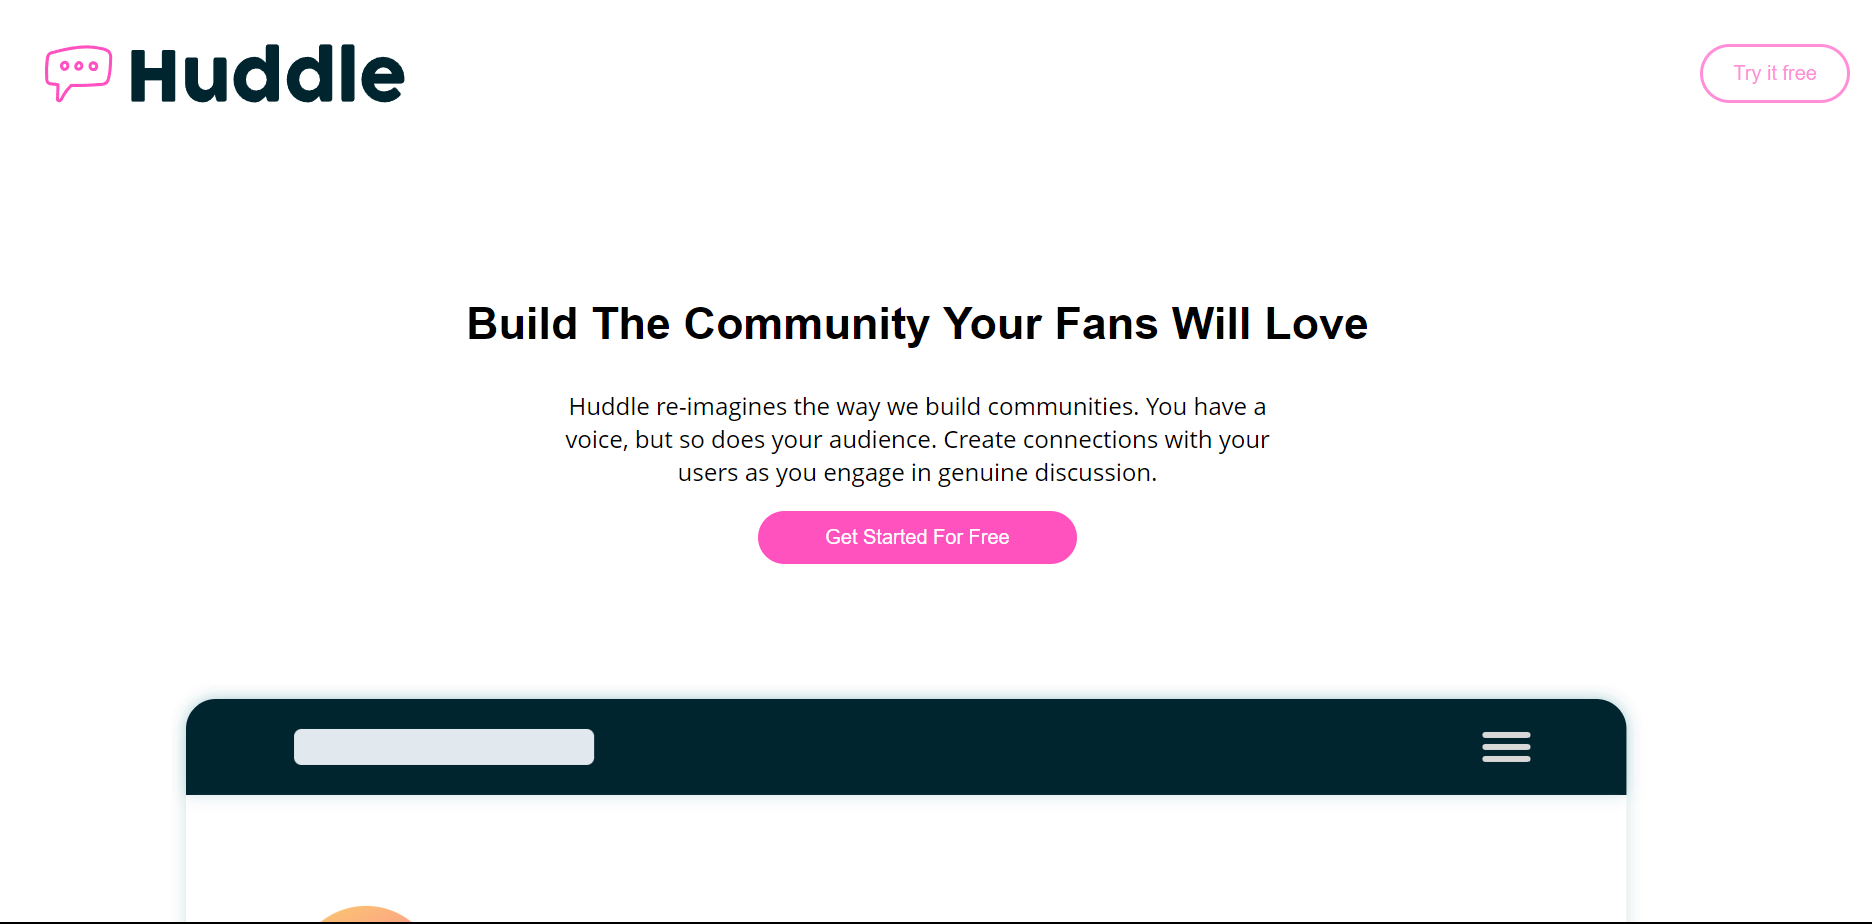 Huddle
Try it free
Build The Community Your Fans Will Love
Huddle re-imagines the way we build communities. You have a
voice, but so does your audience. Create connections with your
users as you engage in genuine discussion.
Get Started For Free